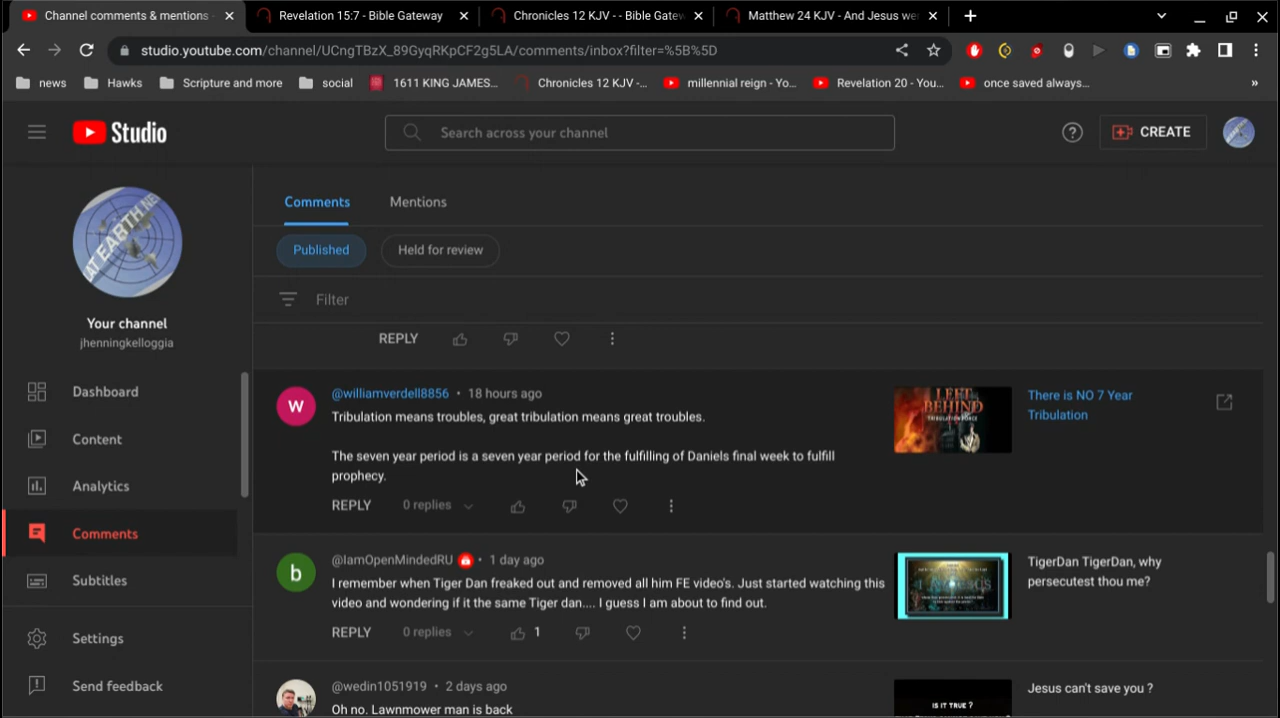 Channel comments & mentions -
Revelation 15:7 - Bible Gateway
Chronicles 12 KJV - - Bible Gatew
Matthew 24 KJV - And Jesus we
studio.youtube.com/channel/UCngTBzX_89GyqRKpCF2g5LA/comments/inbox?filter=%5B%5D
news
Hawks
Scripture and more
social
1611 KING JAMES...
Chronicles 12 KJV -...
millennial reign - Yo...
Revelation 20 - You...
once saved always...
»
Studio
Search across your channel
CREATE
Comments
Mentions
Published
Held for review
Filter
Your channel
jhenningkelloggia
Dashboard
Content
Analytics
Comments
Subtitles
Settings
Send feedback
REPLY
W
@williamverdell8856 • 18 hours ago
Tribulation means troubles, great tribulation means great troubles.
The seven year period is a seven year period for the fulfilling of Daniels final week to fulfill
prophecy.
REPLY 0 replies
LEFT
BEHIND
TRIBULATION FORCE
There is NO 7 Year
Tribulation
b
@IamOpenMindedRU • 1 day ago
I remember when Tiger Dan freaked out and removed all him FE video's. Just started watching this
video and wondering if it the same Tiger dan.... I guess I am about to find out.
REPLY 0 replies 1
TigerDan TigerDan, why
persecutest thou me?
@wedin1051919 • 2 days ago
Oh no. Lawnmower man is back
IS IT TRUE ?
Jesus can't save you ?